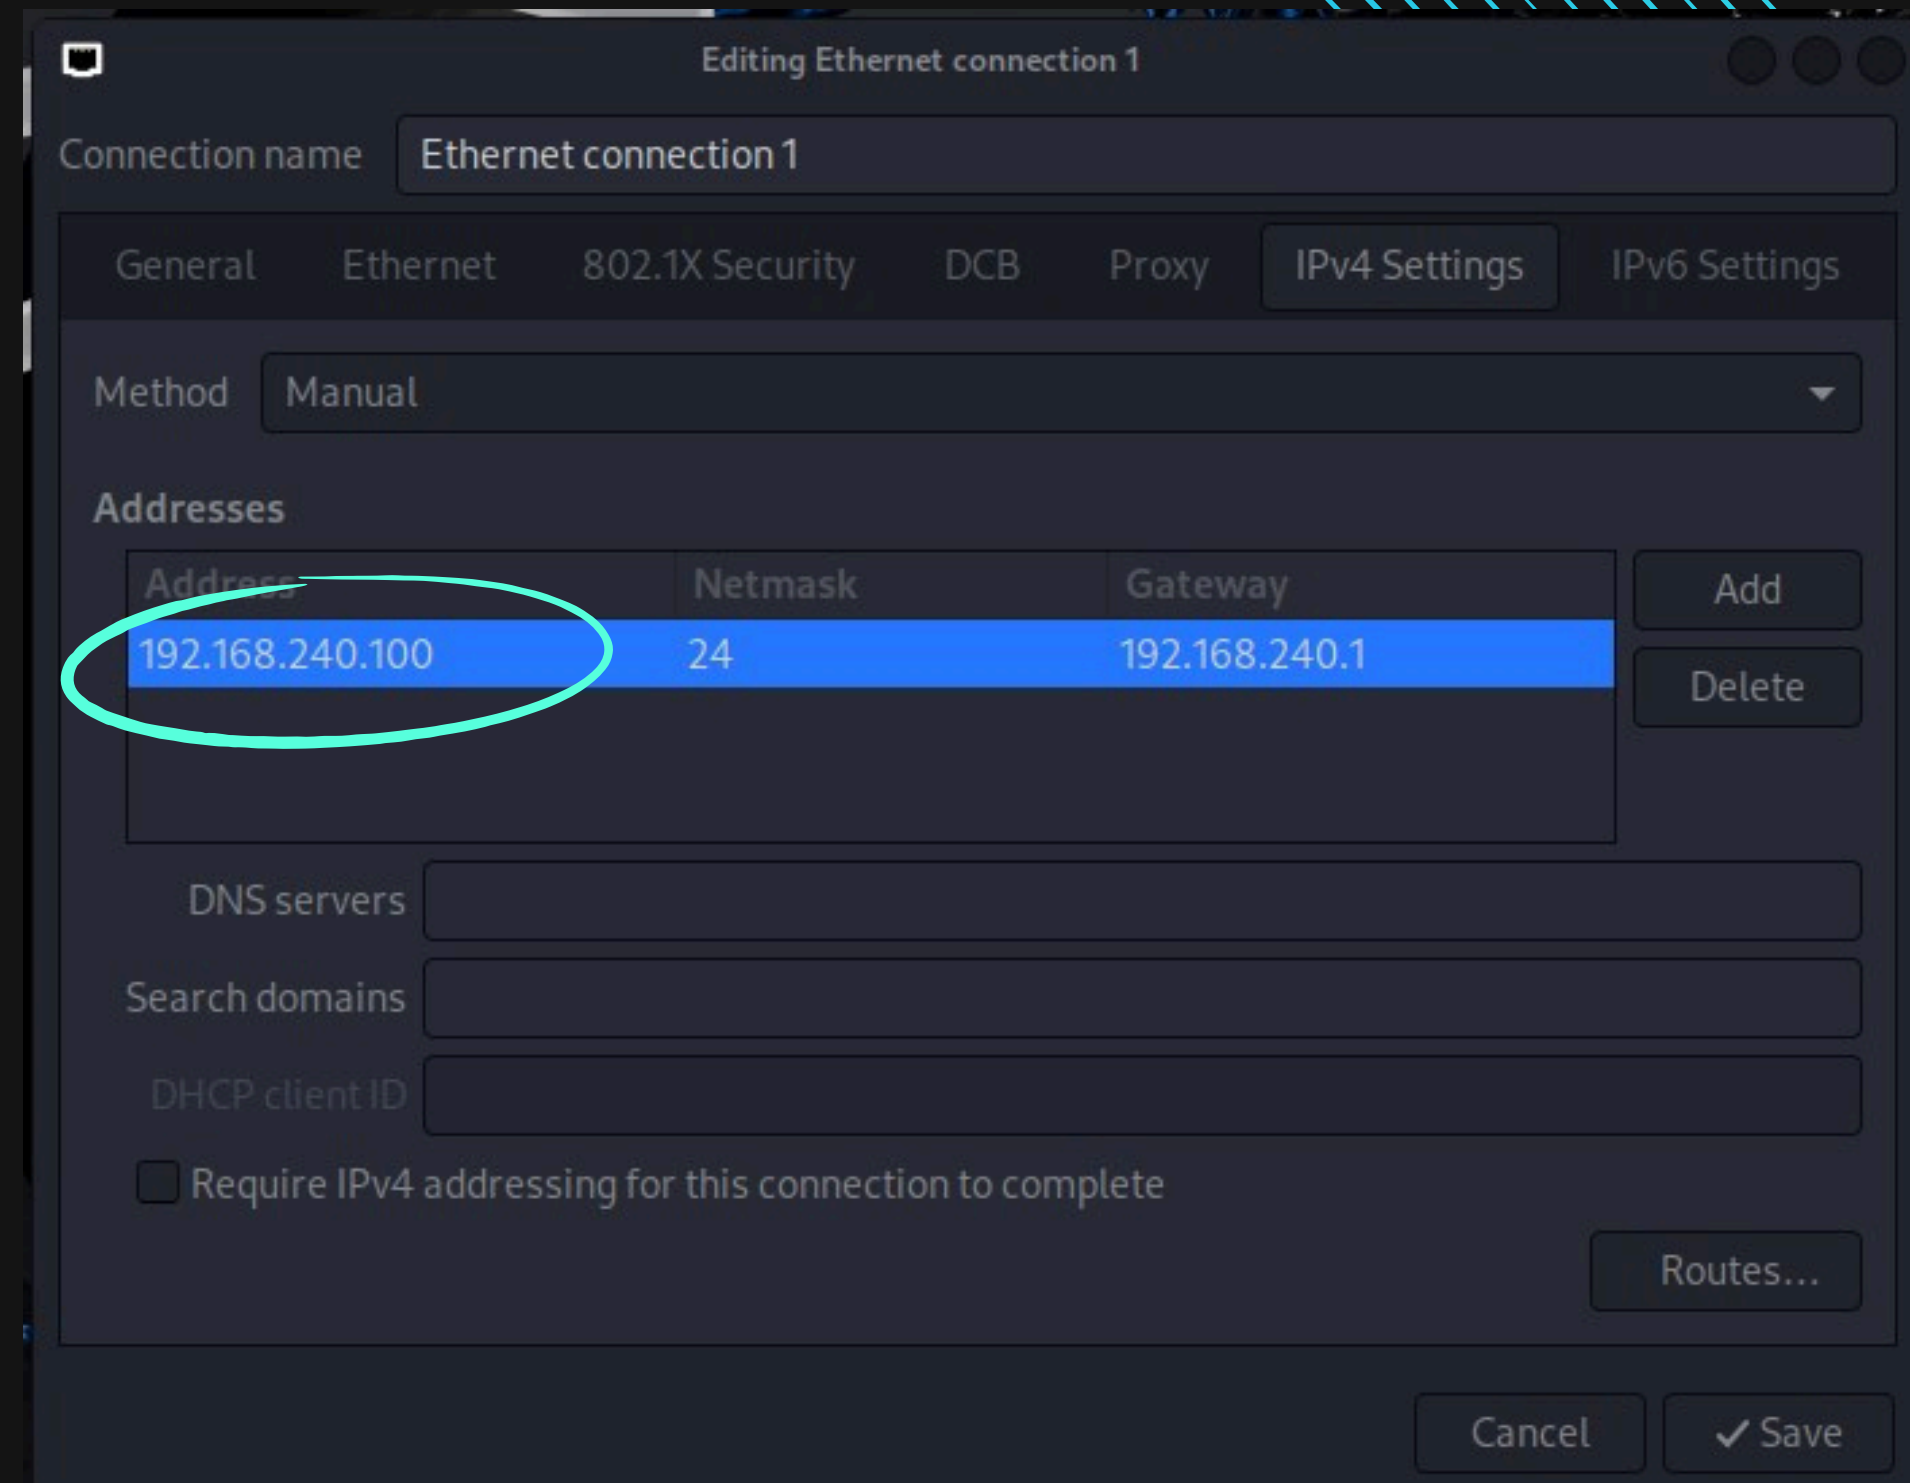 Editing Ethernet connection 1
Connection name Ethernet connection 1
General Ethernet 802.1X Security DCB Proxy IPv4 Settings IPv6 Settings
Method Manual
Addresses
Address Netmask Gateway
192.168.240.100 24 192.168.240.1
Add
Delete
DNS servers
Search domains
DHCP client ID
Require IPv4 addressing for this connection to complete
Routes...
Cancel Save